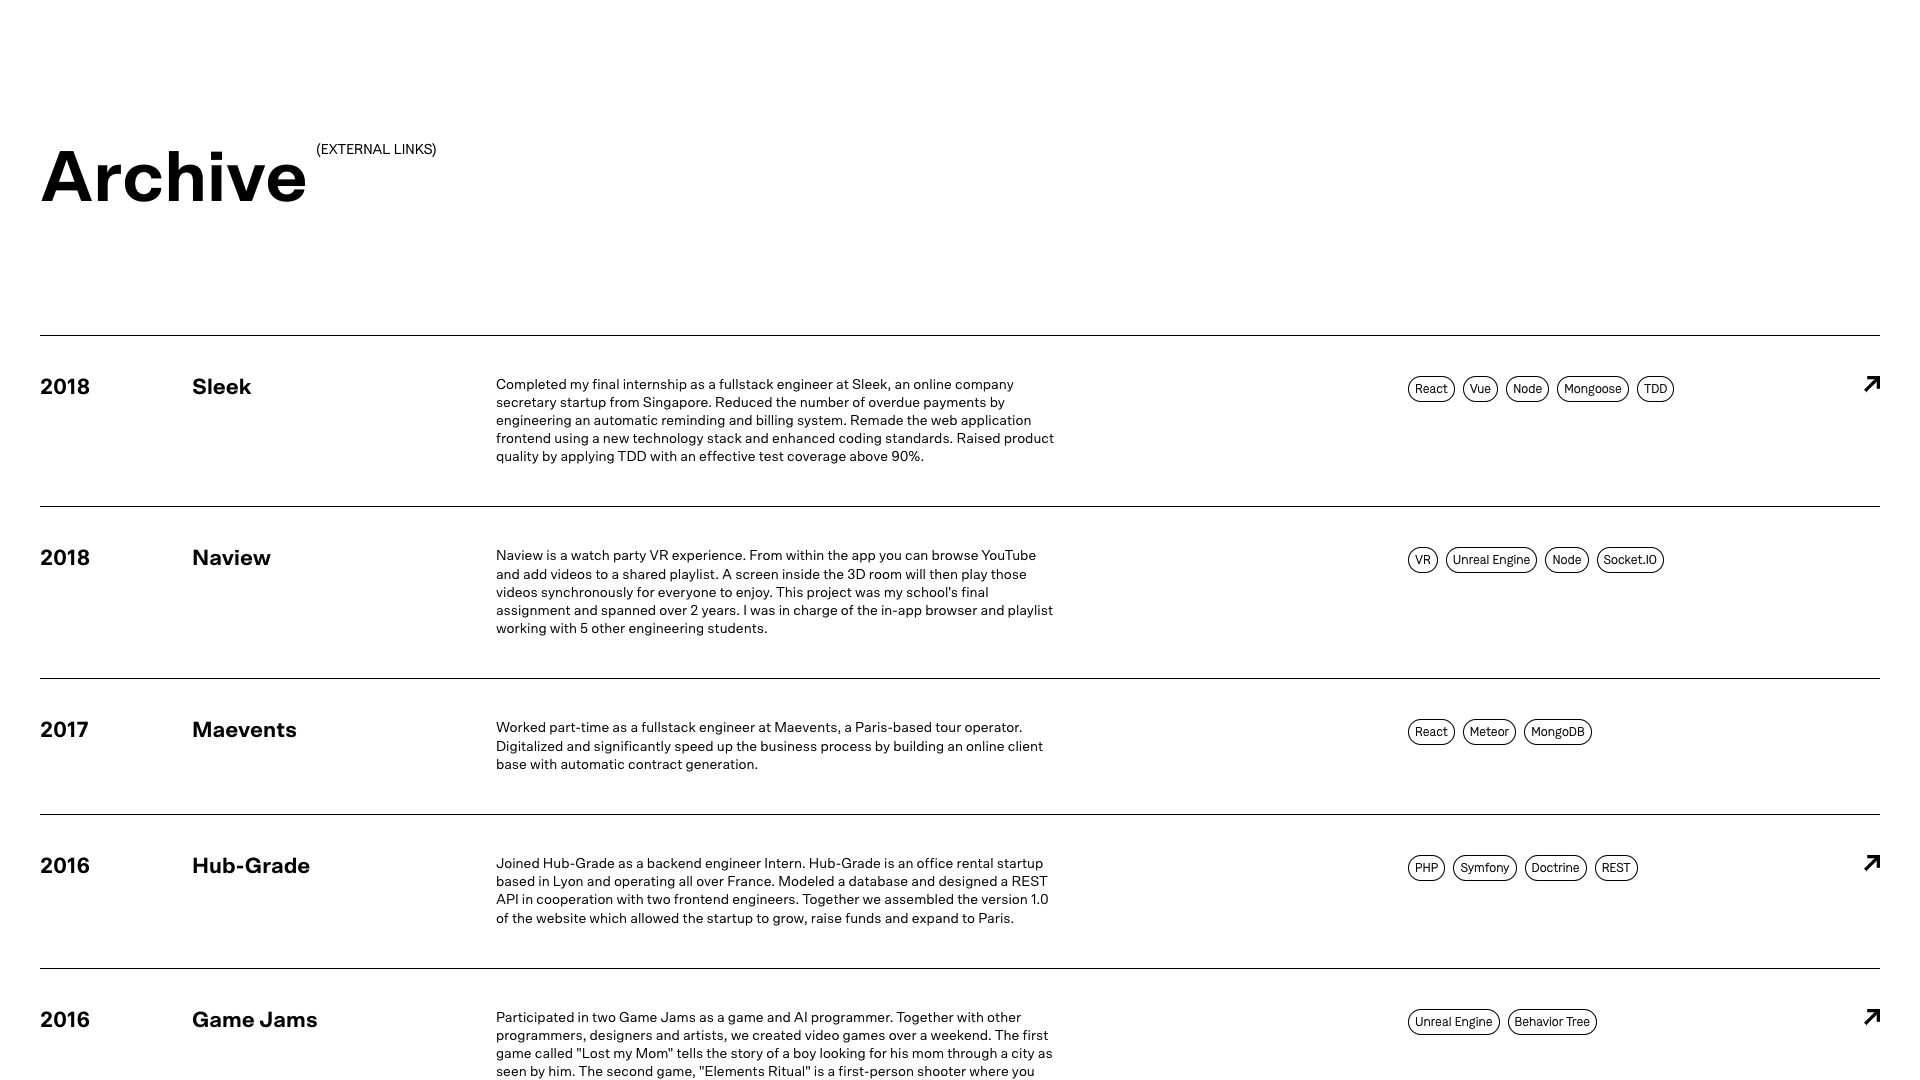 Archive (EXTERNAL LINKS)
2018
Sleek
Completed my final internship as a fullstack engineer at Sleek, an online company
secretary startup from Singapore. Reduced the number of overdue payments by
engineering an automatic reminding and billing system. Remade the web application
frontend using a new technology stack and enhanced coding standards. Raised product
quality by applying TDD with an effective test coverage above 90%.
React Vue Node Mongoose TDD
2018
Naview
Naview is a watch party VR experience. From within the app you can browse YouTube
and add videos to a shared playlist. A screen inside the 3D room will then play those
videos synchronously for everyone to enjoy. This project was my school's final
assignment and spanned over 2 years. I was in charge of the in-app browser and playlist
working with 5 other engineering students.
VR Unreal Engine Node Socket.IO
2017
Maevents
Worked part-time as a fullstack engineer at Maevents, a Paris-based tour operator.
Digitalized and significantly speed up the business process by building an online client
base with automatic contract generation.
React Meteor MongoDB
2016
Hub-Grade
Joined Hub-Grade as a backend engineer Intern. Hub-Grade is an office rental startup
based in Lyon and operating all over France. Modeled a database and designed a REST
API in cooperation with two frontend engineers. Together we assembled the version 1.0
of the website which allowed the startup to grow, raise funds and expand to Paris.
PHP Symfony Doctrine REST
2016
Game Jams
Participated in two Game Jams as a game and AI programmer. Together with other
programmers, designers and artists, we created video games over a weekend. The first
game called "Lost my Mom" tells the story of a boy looking for his mom through a city as
seen by him. The second game, "Elements Ritual" is a first-person shooter where you
Unreal Engine Behavior Tree